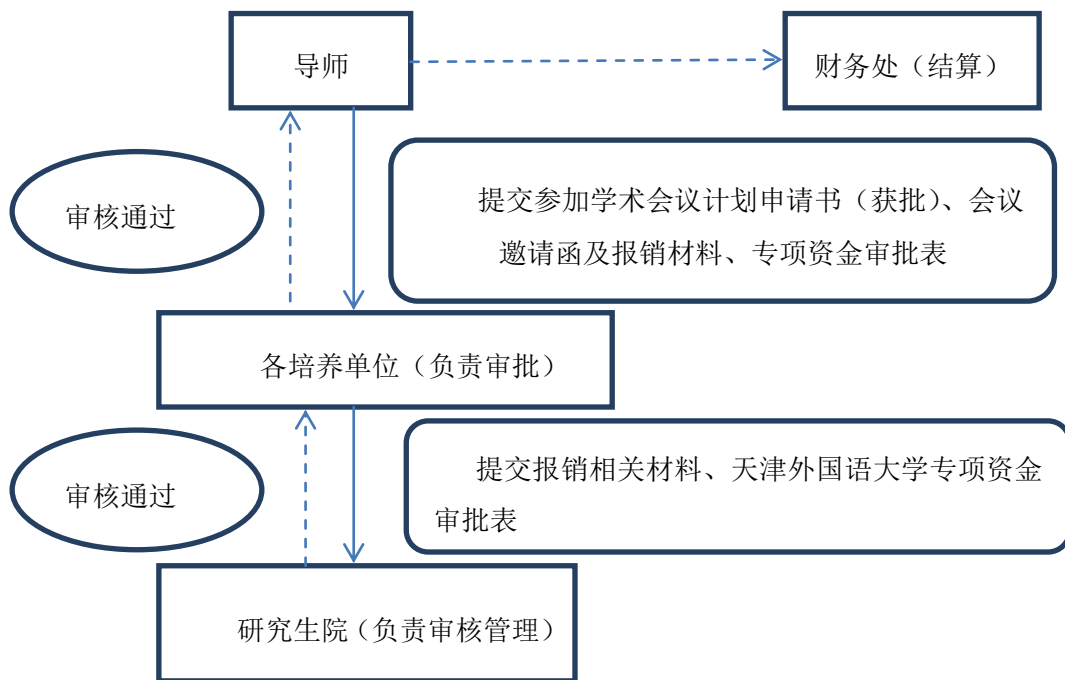 导师
财务处（结算）
审核通过
提交参加学术会议计划申请书（获批）、会议
邀请函及报销材料、专项资金审批表
各培养单位（负责审批）
审核通过
提交报销相关材料、天津外国语大学专项资金
审批表
研究生院（负责审核管理）